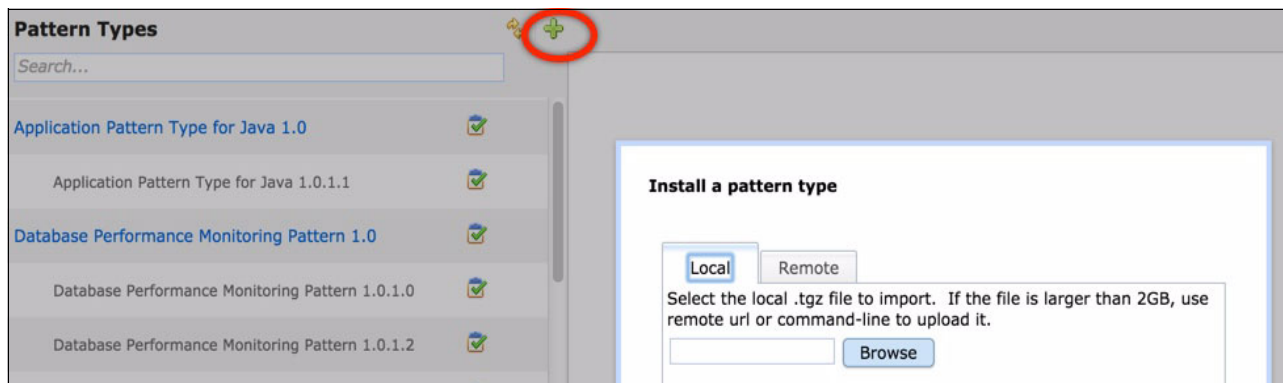 Pattern Types
Search...
Application Pattern Type for Java 1.0
Application Pattern Type for Java 1.0.1.1
Database Performance Monitoring Pattern 1.0
Database Performance Monitoring Pattern 1.0.1.0
Database Performance Monitoring Pattern 1.0.1.2
Install a pattern type
Local Remote
Select the local .tgz file to import. If the file is larger than 2GB, use
remote url or command-line to upload it.
Browse